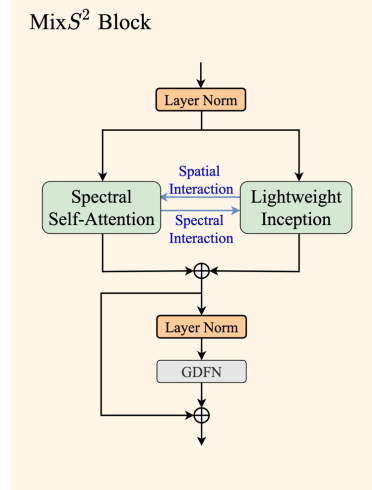 MixS² Block
Layer Norm
Spatial
Interaction
Spectral
Self-Attention
Lightweight
Inception
Spectral
Interaction
Layer Norm
GDFN